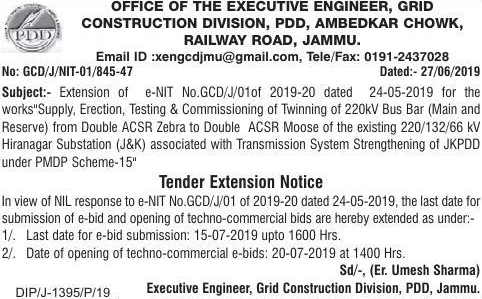 OFFICE OF THE EXECUTIVE ENGINEER, GRID
CONSTRUCTION DIVISION, PDD, AMBEDKAR CHOWK,
RAILWAY ROAD, JAMMU.
PDD
Email ID :xengcdjmu@gmail.com, Tele/Fax: 0191-2437028
No: GCD/J/NIT-01/845-47 Dated:- 27/06/2019
Subject:- Extension of e-NIT No.GCD/J/01of 2019-20 dated 24-05-2019 for the
works"Supply, Erection, Testing & Commissioning of Twinning of 220kV Bus Bar (Main and
Reserve) from Double ACSR Zebra to Double ACSR Moose of the existing 220/132/66 kV
Hiranagar Substation (J&K) associated with Transmission System Strengthening of JKPDD
under PMDP Scheme-15"
Tender Extension Notice
In view of NIL response to e-NIT No.GCD/J/01 of 2019-20 dated 24-05-2019, the last date for
submission of e-bid and opening of techno-commercial bids are hereby extended as under:-
1/. Last date for e-bid submission: 15-07-2019 upto 1600 Hrs.
2/. Date of opening of techno-commercial e-bids: 20-07-2019 at 1400 Hrs.
Sd/-, (Er. Umesh Sharma)
DIP/J-1395/P/19 Executive Engineer, Grid Construction Division, PDD, Jammu.